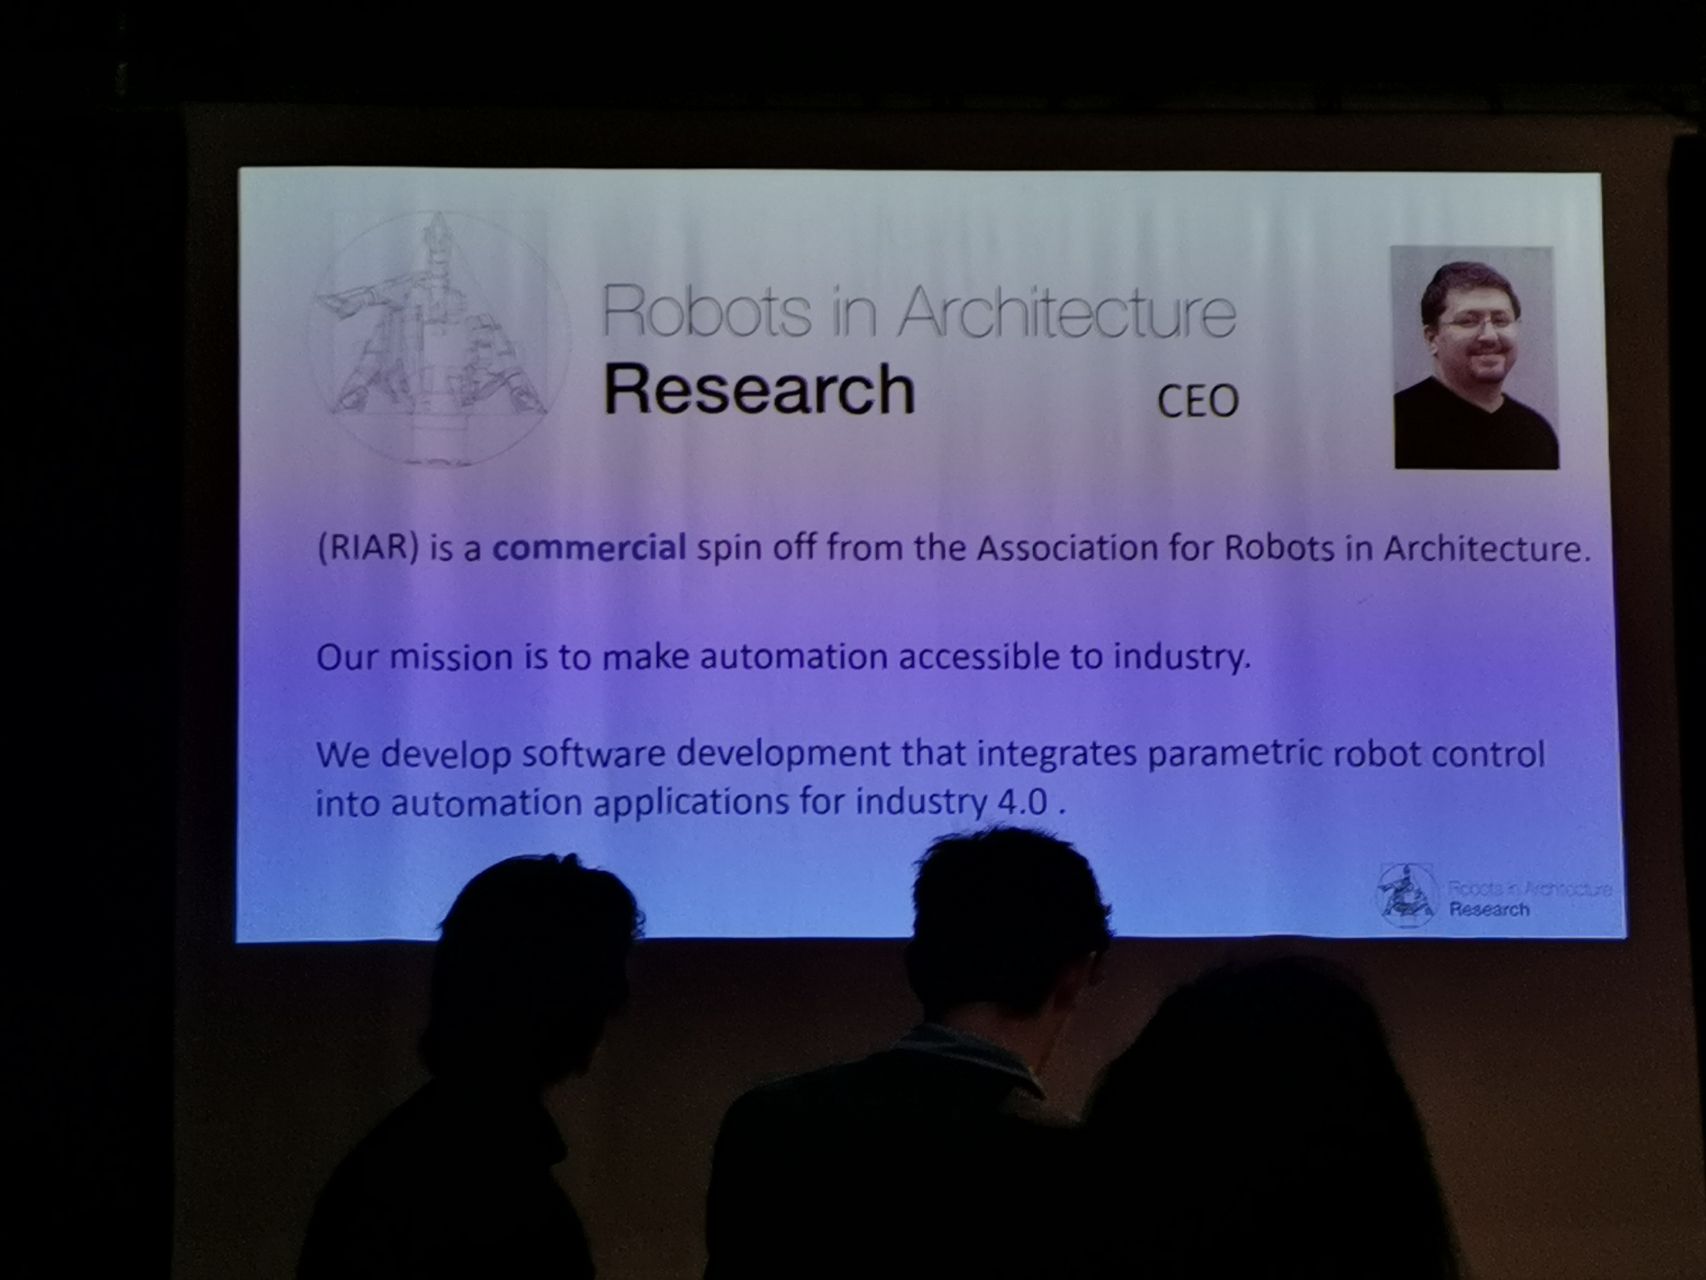 Robots in Architecture
Research
CEO
(RIAR) is a commercial spin off from the Association for Robots in Architecture.
Our mission is to make automation accessible to industry.
We develop software development that integrates parametric robot control
into automation applications for industry 4.0 .
Robots in Architecture
Research